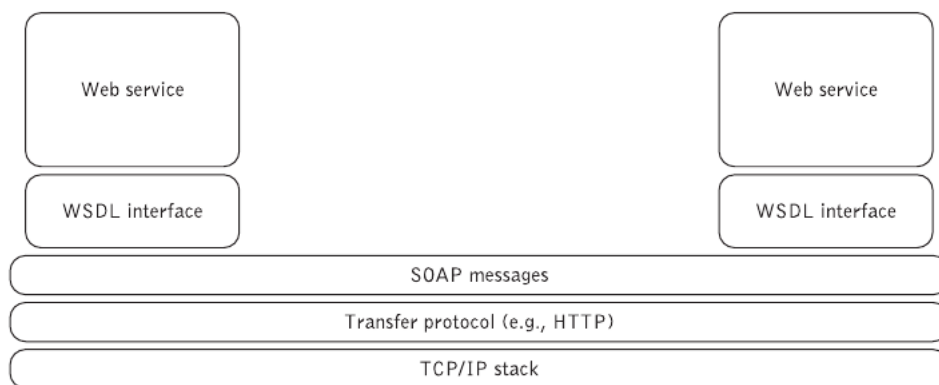 Web service
Web service
WSDL interface
WSDL interface
SOAP messages
Transfer protocol (e.g., HTTP)
TCP/IP stack